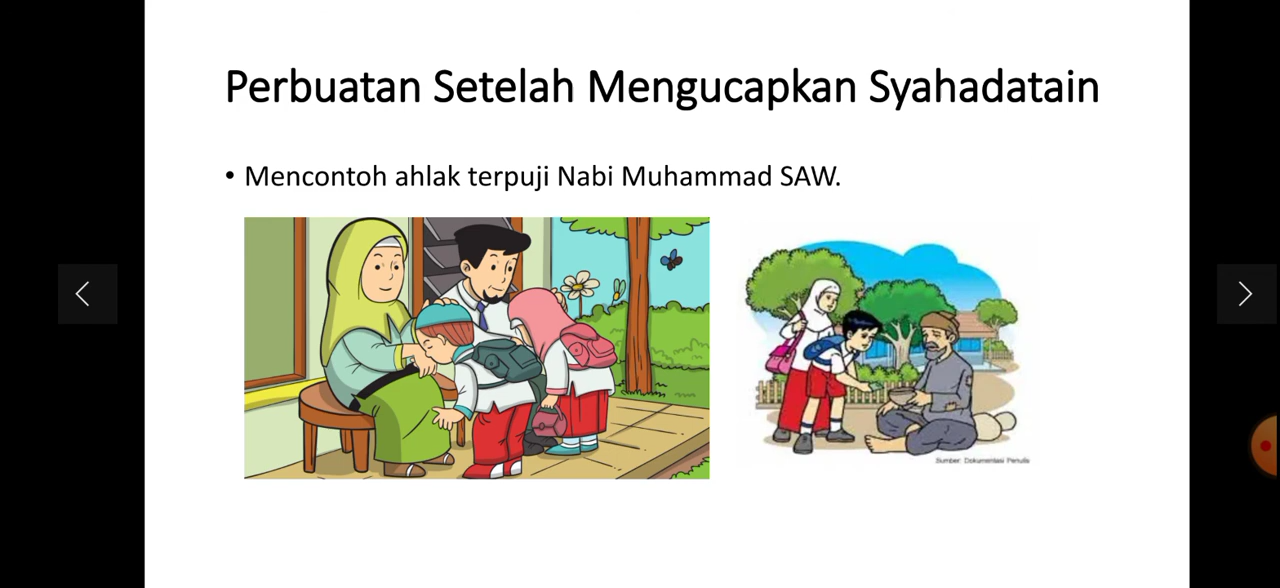 Perbuatan Setelah Mengucapkan Syahadatain
• Mencontoh ahlak terpuji Nabi Muhammad SAW.
Sumber: Dokumentasi Penulis